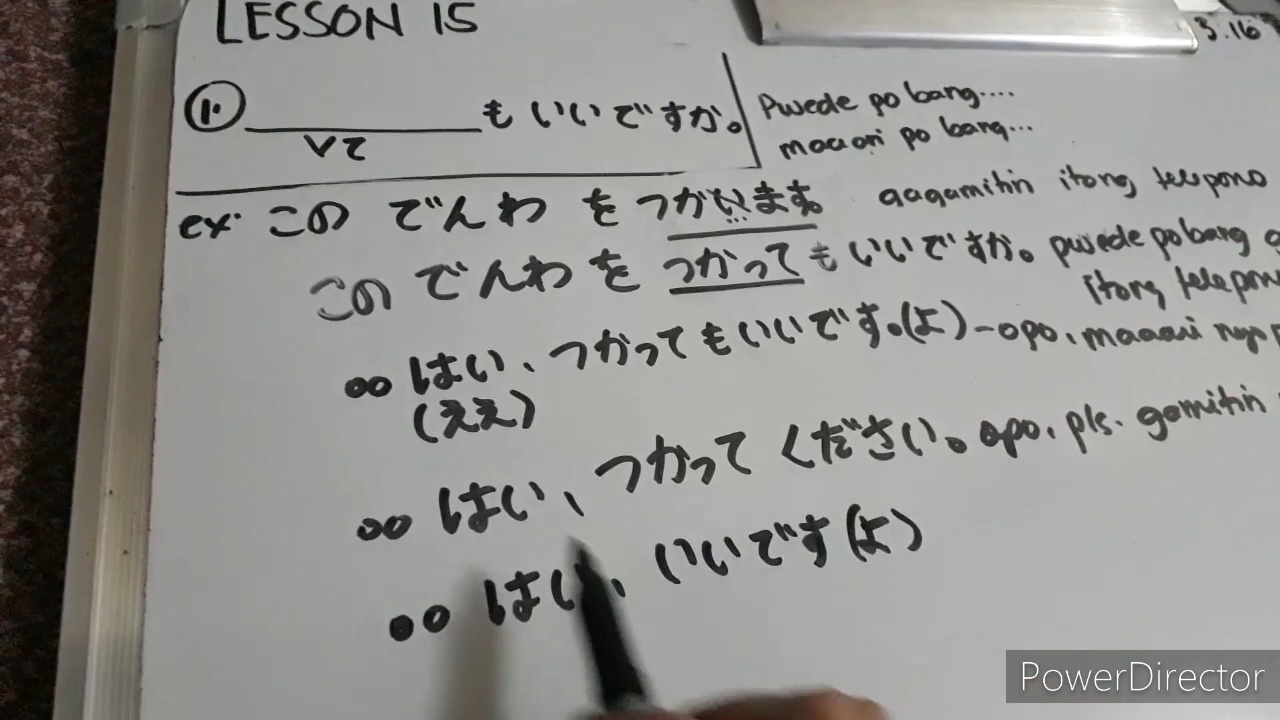 LESSON 15
3.16
1. ________ もいいですか。 Pwede po bang....
Vて maaari po bang...
ex. この でんわ を つかいます。 gagamitin itong telepono
この でんわ を つかって もいいですか。 pwede po bang
itong telepono
○○ はい、つかってもいいです。(よ) - opo, maaari ngo
(ええ)
○○ はい、つかって ください。 opo, pls. gamitin
○○ はい、いいです(よ)
PowerDirector